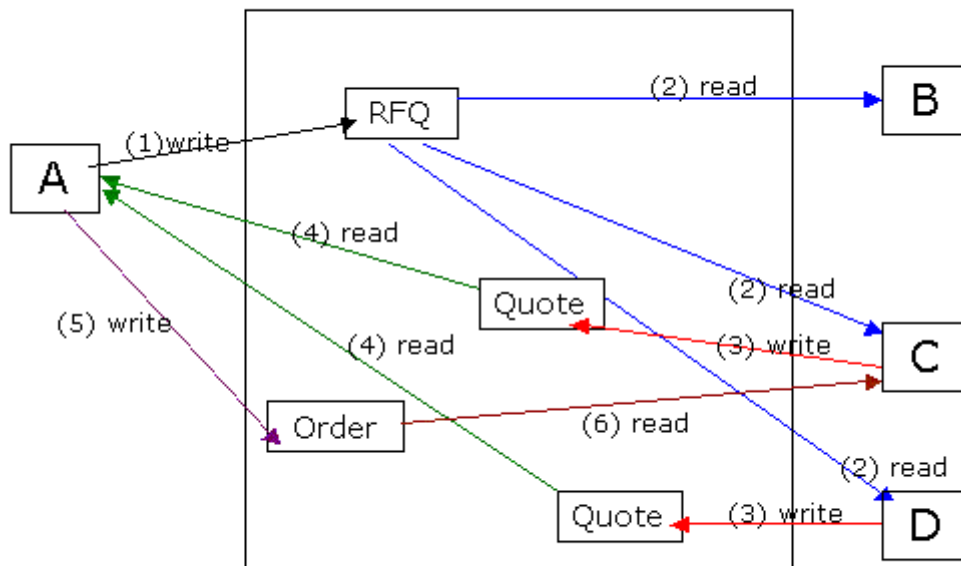 (2) read
B
RFQ
(1)write
A
(4) read
(2) read
Quote
(5) write
(4) read
(3) write
C
Order
(6) read
(2) read
Quote
(3) write
D